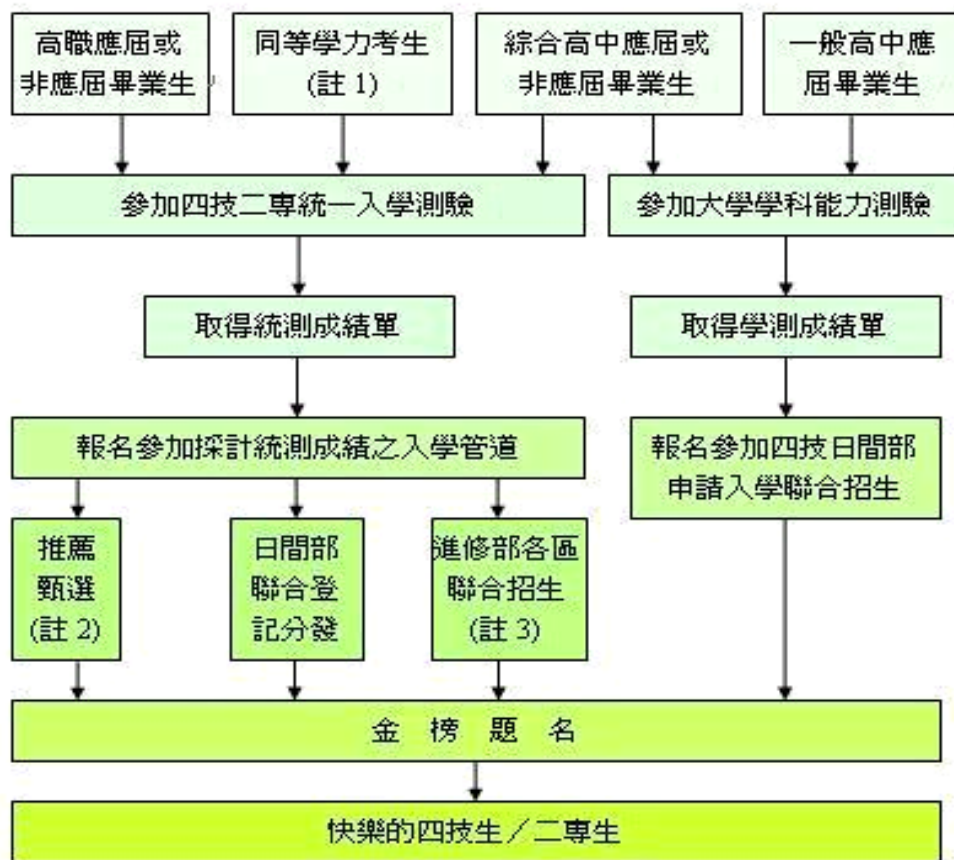 高職應屆或
非應屆畢業生
同等學力考生
(註 1)
綜合高中應屆或
非應屆畢業生
一般高中應
屆畢業生
參加四技二專統一入學測驗
參加大學學科能力測驗
取得統測成績單
取得學測成績單
報名參加採計統測成績之入學管道
報名參加四技日間部
申請入學聯合招生
推薦
甄選
(註 2)
日間部
聯合登
記分發
進修部各區
聯合招生
(註 3)
金 榜 題 名
快樂的四技生／二專生